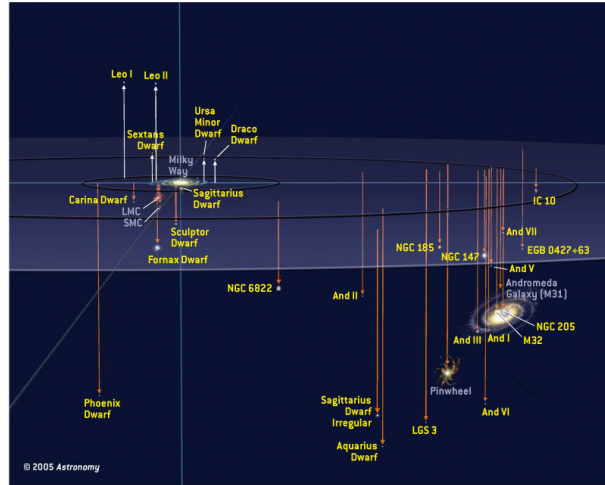 Leo I
Leo II
Sextans
Dwarf
Ursa
Minor
Dwarf
Draco
Dwarf
Milky
Way
Carina Dwarf
LMC
SMC
Sagittarius
Dwarf
Sculptor
Dwarf
Fornax Dwarf
IC 10
And VII
EGB 0427+63
NGC 185
NGC 147
And V
NGC 6822
And II
Andromeda
Galaxy (M31)
NGC 205
And III
And I
M32
Pinwheel
Phoenix
Dwarf
Sagittarius
Dwarf
Irregular
And VI
LGS 3
Aquarius
Dwarf
© 2005 Astronomy